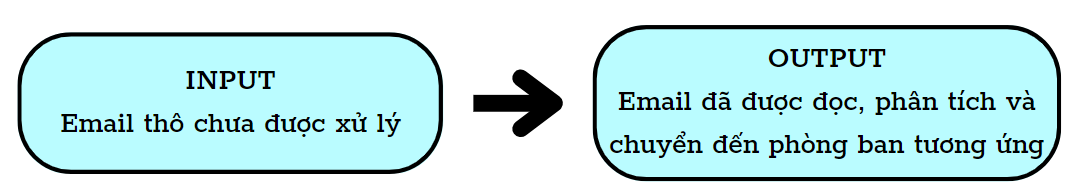 INPUT
Email thô chưa được xử lý
OUTPUT
Email đã được đọc, phân tích và
chuyển đến phòng ban tương ứng